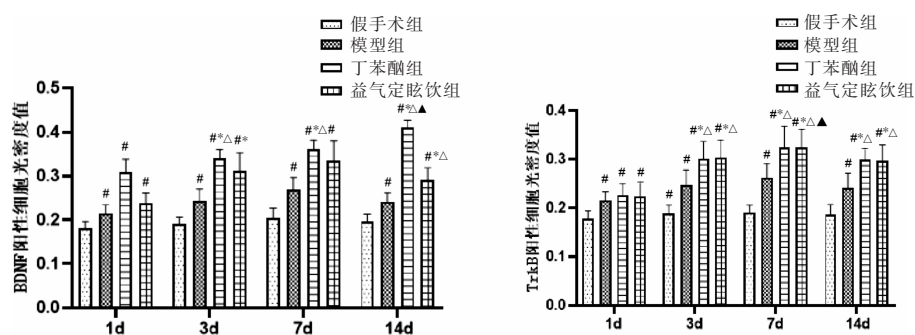 假手术组
模型组
丁苯酞组
益气定眩饮组
BDNF阳性细胞光密度值
0.5
0.4
0.3
0.2
0.1
0.0
# # #
# #*△ #*
# #*△ #
# #*△▲ #*△
1d 3d 7d 14d
假手术组
模型组
丁苯酞组
益气定眩饮组
TrkB阳性细胞光密度值
0.4
0.3
0.2
0.1
0.0
# # #
# # #*△ #*△
# #*△ #*△▲
# #*△ #*△
1d 3d 7d 14d